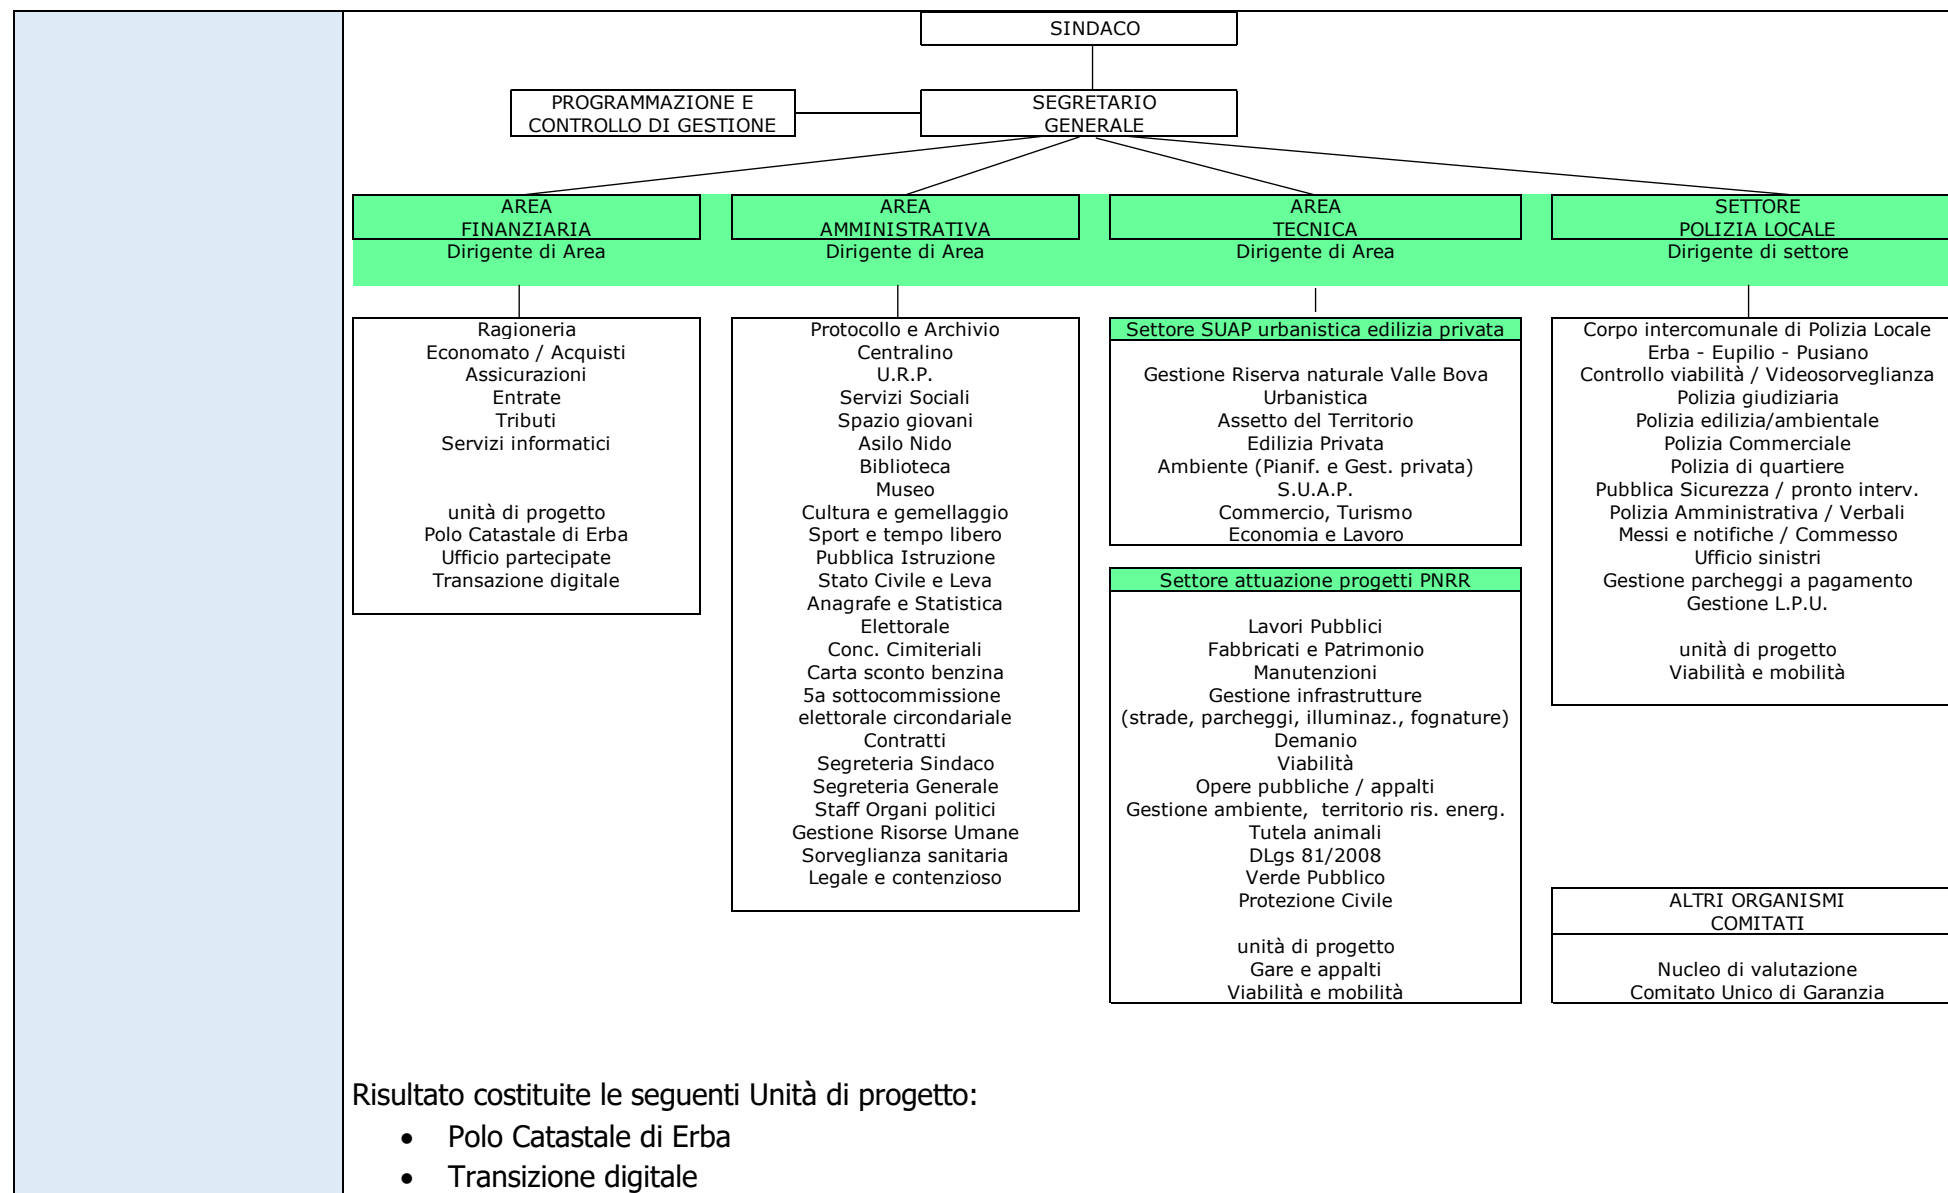 SINDACO
PROGRAMMAZIONE E
CONTROLLO DI GESTIONE
SEGRETARIO
GENERALE
AREA
FINANZIARIA
Dirigente di Area
AREA
AMMINISTRATIVA
Dirigente di Area
AREA
TECNICA
Dirigente di Area
SETTORE
POLIZIA LOCALE
Dirigente di settore
Ragioneria
Economato / Acquisti
Assicurazioni
Entrate
Tributi
Servizi informatici
unità di progetto
Polo Catastale di Erba
Ufficio partecipate
Transazione digitale
Protocollo e Archivio
Centralino
U.R.P.
Servizi Sociali
Spazio giovani
Asilo Nido
Biblioteca
Museo
Cultura e gemellaggio
Sport e tempo libero
Pubblica Istruzione
Stato Civile e Leva
Anagrafe e Statistica
Elettorale
Conc. Cimiteriali
Carta sconto benzina
5a sottocommissione
elettorale circondariale
Contratti
Segreteria Sindaco
Segreteria Generale
Staff Organi politici
Gestione Risorse Umane
Sorveglianza sanitaria
Legale e contenzioso
Settore SUAP urbanistica edilizia privata
Gestione Riserva naturale Valle Bova
Urbanistica
Assetto del Territorio
Edilizia Privata
Ambiente (Pianif. e Gest. privata)
S.U.A.P.
Commercio, Turismo
Economia e Lavoro
Settore attuazione progetti PNRR
Lavori Pubblici
Fabbricati e Patrimonio
Manutenzioni
Gestione infrastrutture
(strade, parcheggi, illuminaz., fognature)
Demanio
Viabilità
Opere pubbliche / appalti
Gestione ambiente,  territorio ris. energ.
Tutela animali
DLgs 81/2008
Verde Pubblico
Protezione Civile
unità di progetto
Gare e appalti
Viabilità e mobilità
Corpo intercomunale di Polizia Locale
Erba - Eupilio - Pusiano
Controllo viabilità / Videosorveglianza
Polizia giudiziaria
Polizia edilizia/ambientale
Polizia Commerciale
Polizia di quartiere
Pubblica Sicurezza / pronto interv.
Polizia Amministrativa / Verbali
Messi e notifiche / Commesso
Ufficio sinistri
Gestione parcheggi a pagamento
Gestione L.P.U.
unità di progetto
Viabilità e mobilità
ALTRI ORGANISMI
COMITATI
Nucleo di valutazione
Comitato Unico di Garanzia
Risultato costituite le seguenti Unità di progetto:
• Polo Catastale di Erba
• Transizione digitale